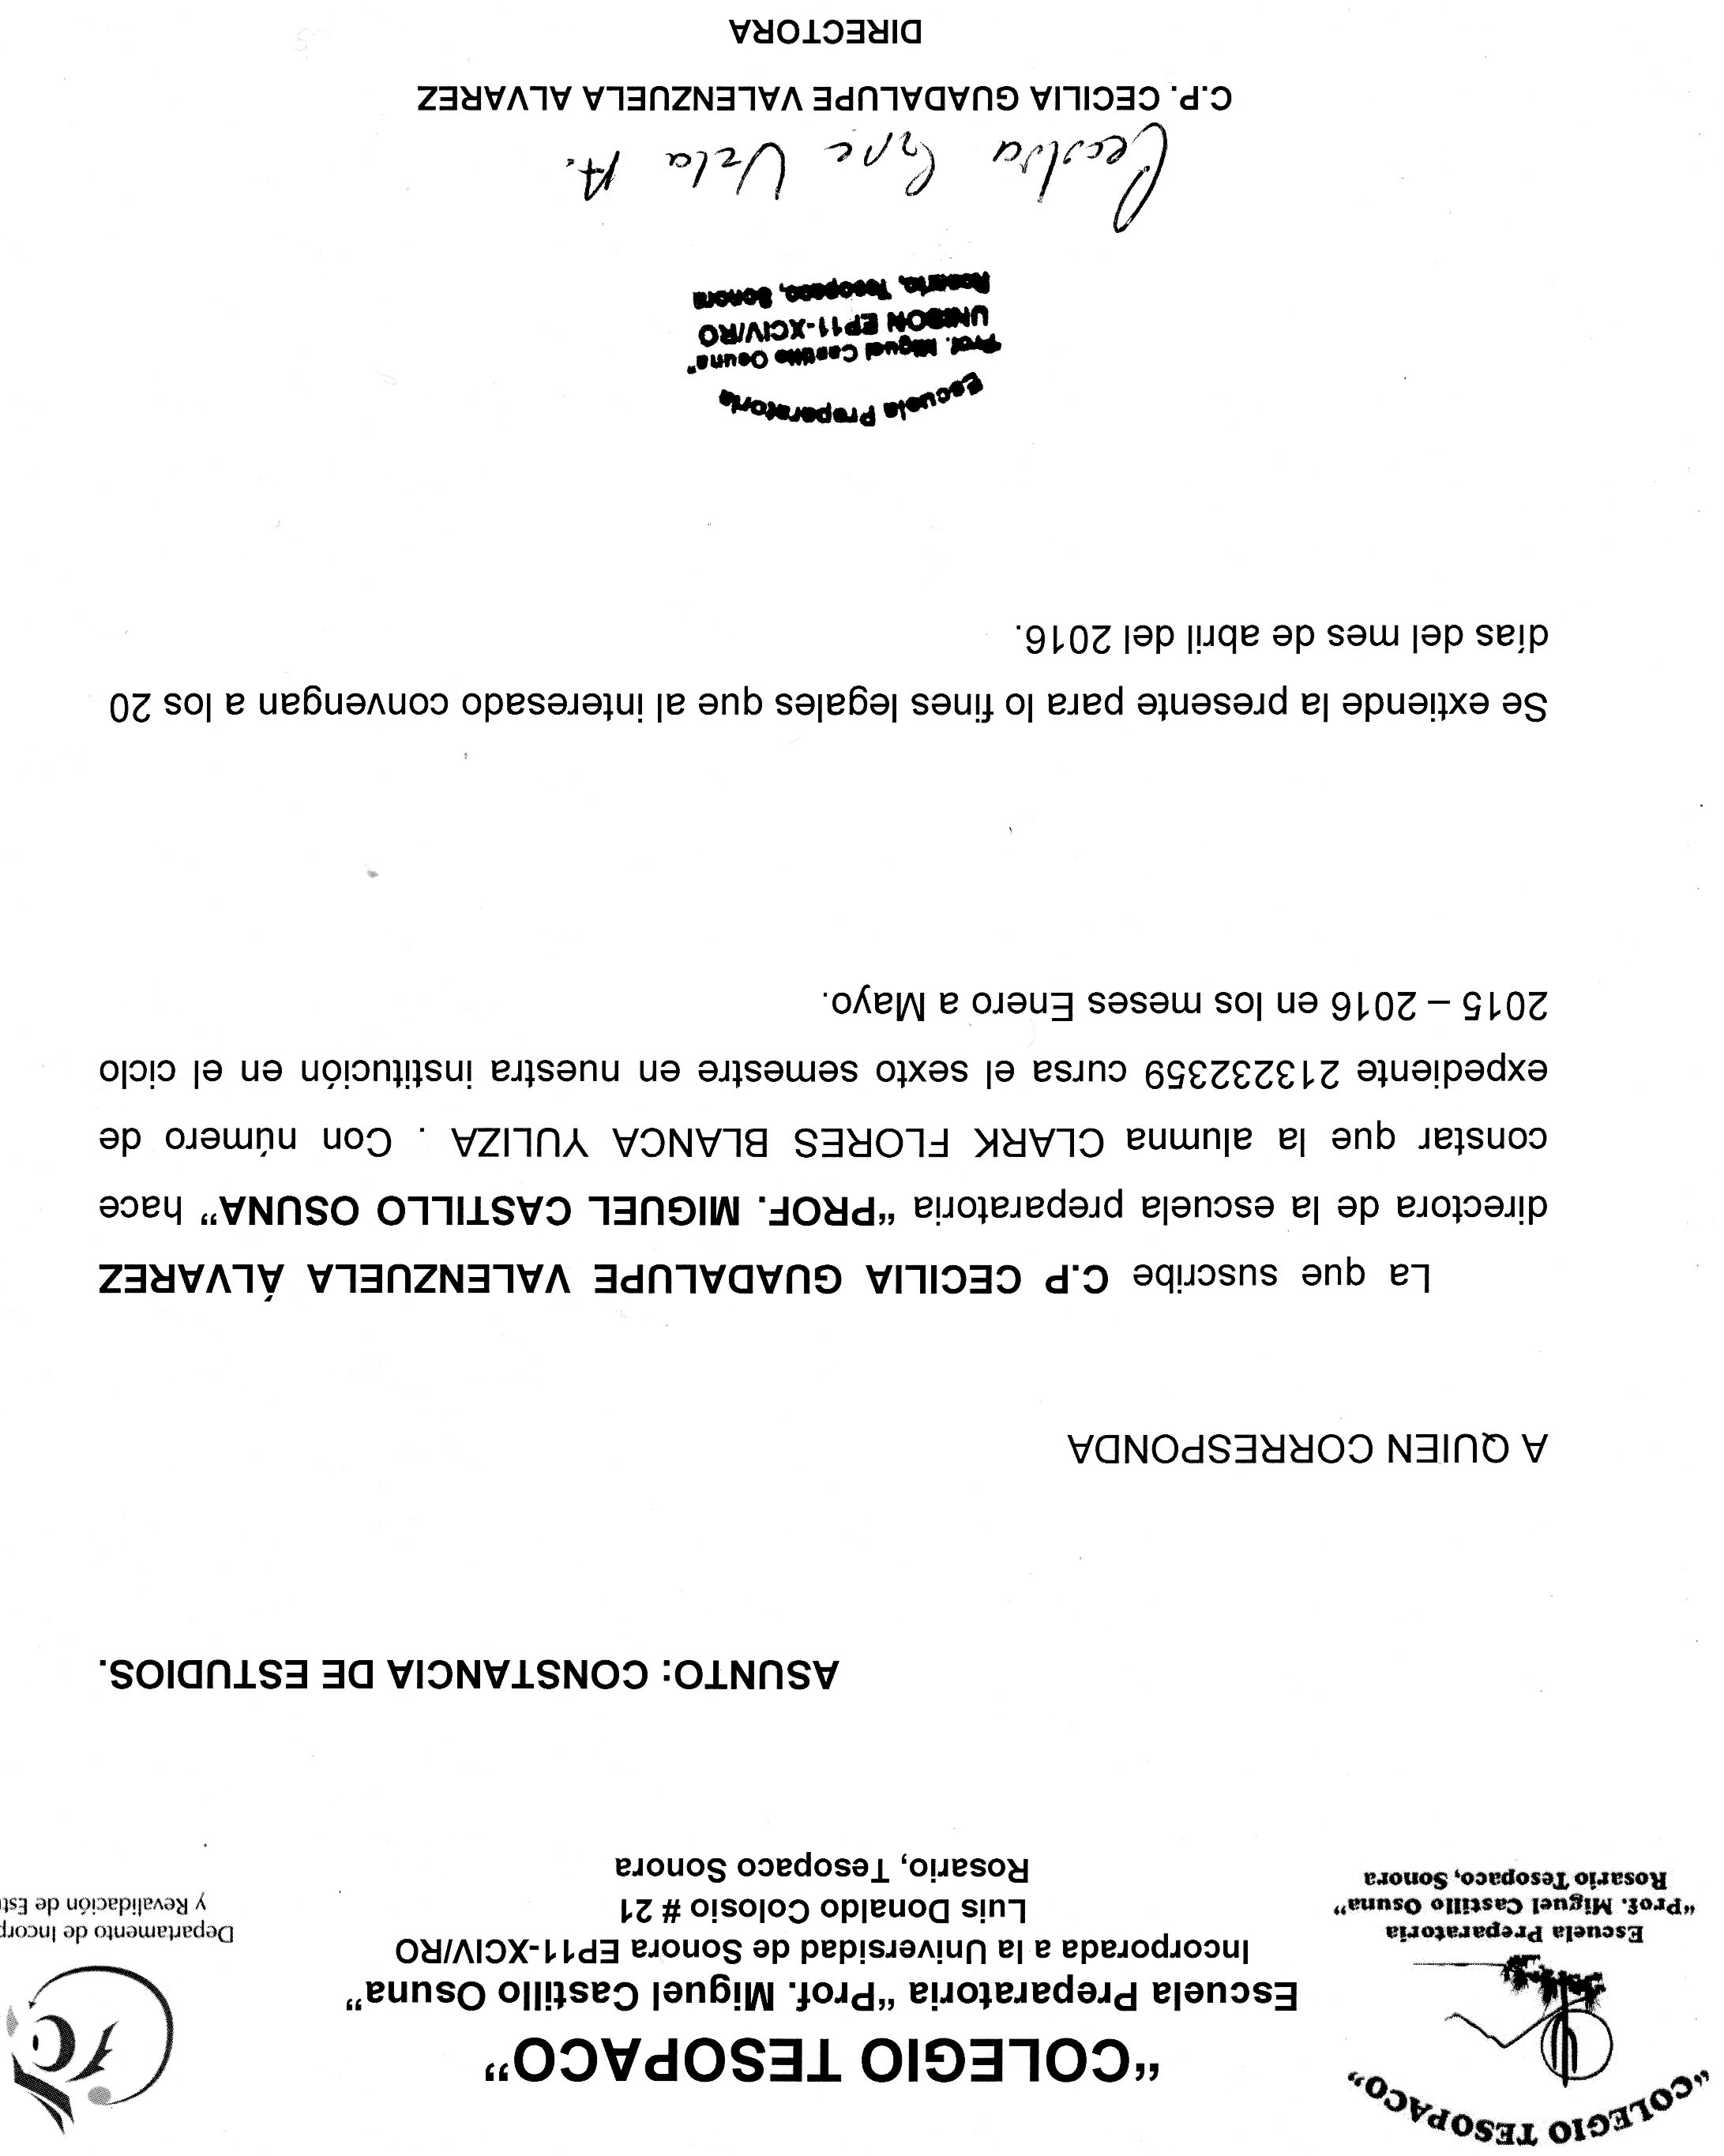 “COLEGIO TESOPACO”
Escuela Preparatoria
“Prof. Miguel Castillo Osuna”
Rosario Tesopaco, Sonora
“COLEGIO TESOPACO”
Escuela Preparatoria “Prof. Miguel Castillo Osuna”
Incorporada a la Universidad de Sonora EP11-XCIV/RO
Luis Donaldo Colosio # 21
Rosario, Tesopaco Sonora
Departamento de Incorp
y Revalidación de Est
ASUNTO: CONSTANCIA DE ESTUDIOS.
A QUIEN CORRESPONDA
La que suscribe C.P CECILIA GUADALUPE VALENZUELA ÁLVAREZ
directora de la escuela preparatoria “PROF. MIGUEL CASTILLO OSUNA” hace
constar que la alumna CLARK FLORES BLANCA YULIZA . Con número de
expediente 213232359 cursa el sexto semestre en nuestra institución en el ciclo
2015 – 2016 en los meses Enero a Mayo.
Se extiende la presente para lo fines legales que al interesado convengan a los 20
días del mes de abril del 2016.
Escuela Preparatoria
"Prof. Miguel Castillo Osuna"
UNISON EP11-XCIV/RO
Rosario, Tesopaco, Sonora
Cecilia Gpe Vzla A.
C.P. CECILIA GUADALUPE VALENZUELA ALVAREZ
DIRECTORA